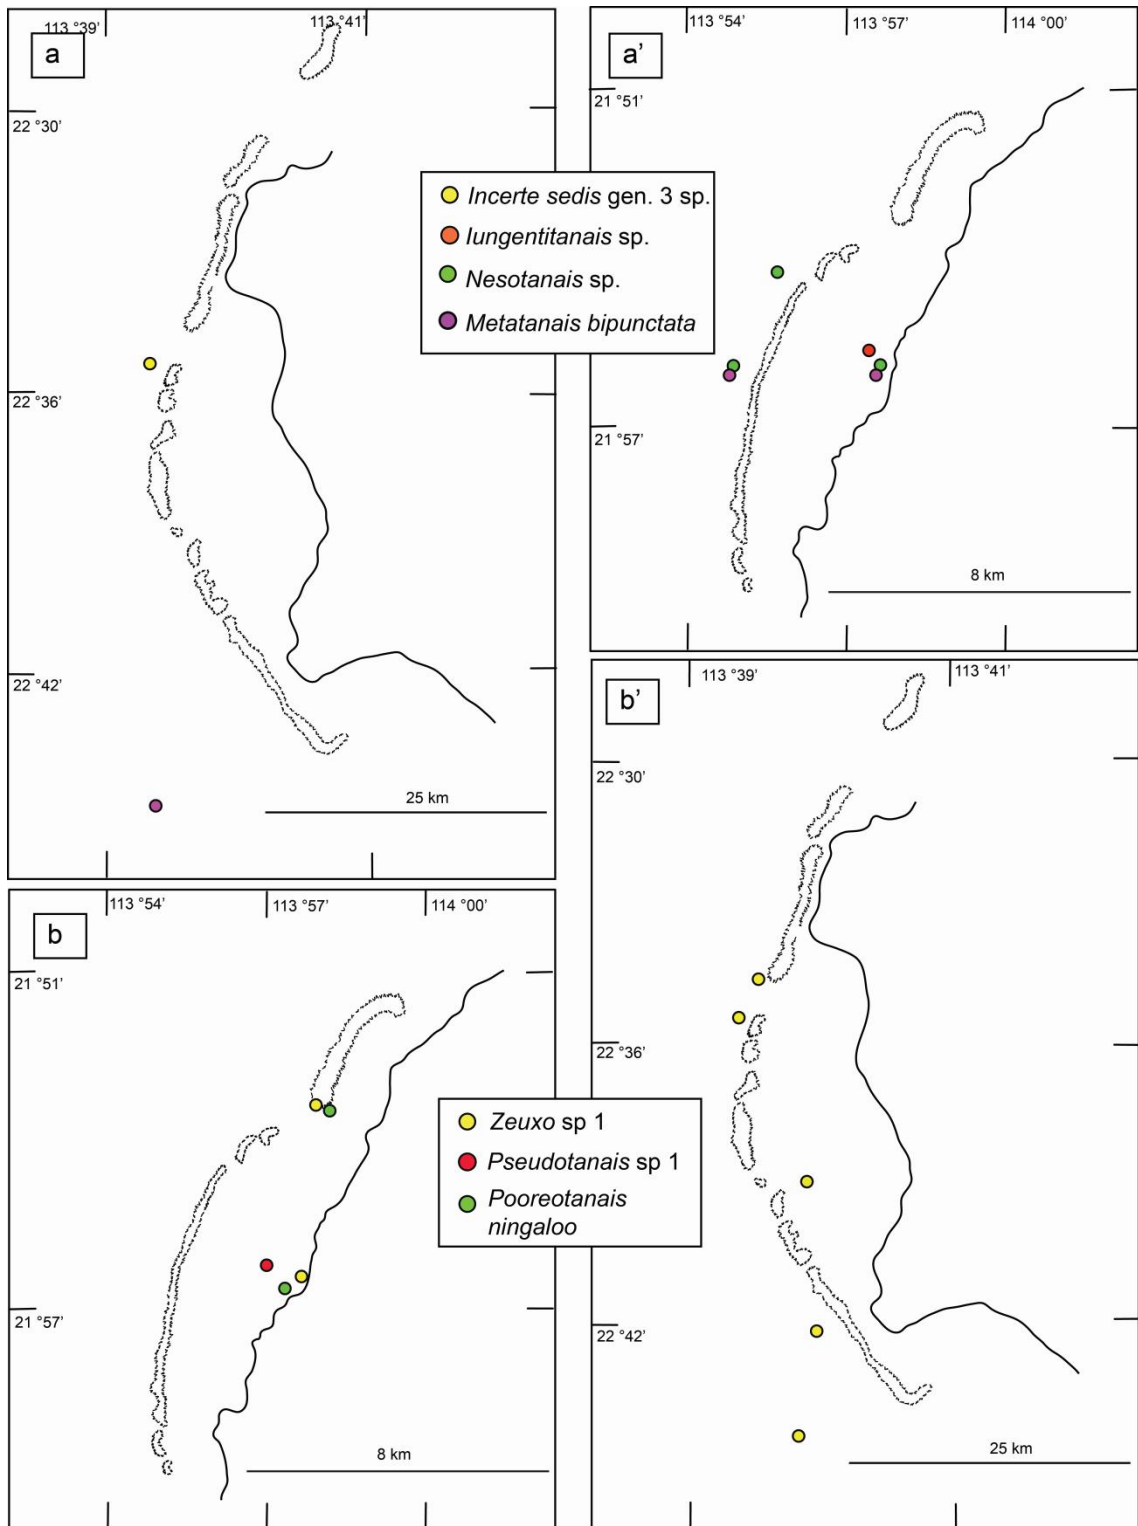 113 °39’
113 °41’
a
22 °30’
22 °36’
22 °42’
25 km
113 °54’
113 °57’
114 °00’
a’
21 °51’
21 °57’
8 km
Incerte sedis gen. 3 sp.
Iungentitanais sp.
Nesotanais sp.
Metatanais bipunctata
113 °54’
113 °57’
114 °00’
b
21 °51’
21 °57’
8 km
113 °39’
113 °41’
b’
22 °30’
22 °36’
22 °42’
25 km
Zeuxo sp 1
Pseudotanais sp 1
Pooreotanais
ningaloo